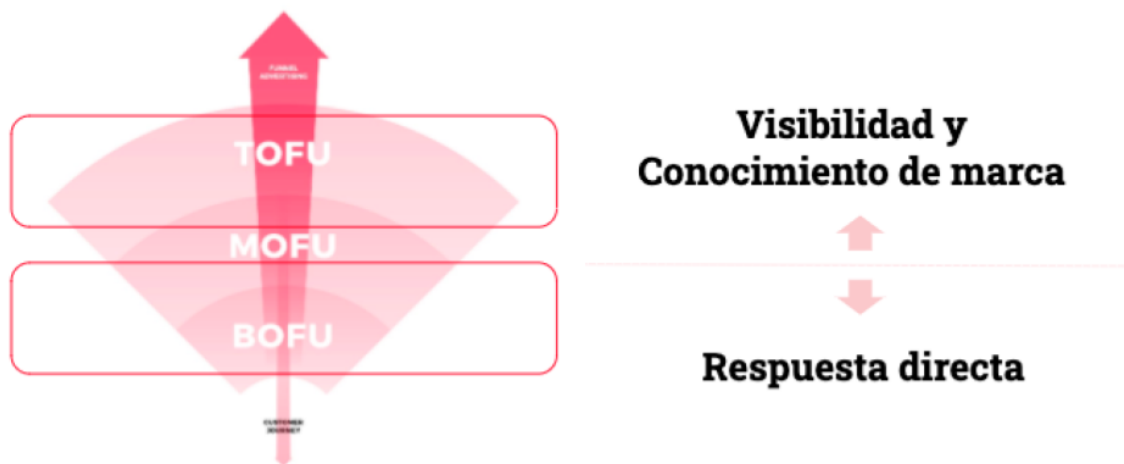 FUNNEL
ADVERTISING
TOFU
MOFU
BOFU
CUSTOMER
JOURNEY
Visibilidad y
Conocimiento de marca
Respuesta directa